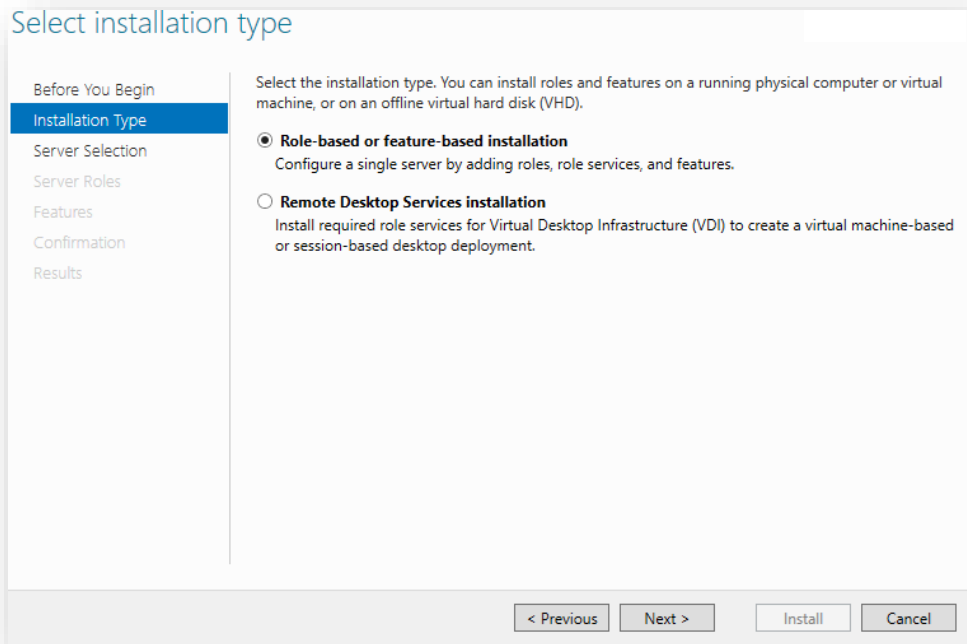 Select installation type
Before You Begin
Installation Type
Server Selection
Server Roles
Features
Confirmation
Results
Select the installation type. You can install roles and features on a running physical computer or virtual
machine, or on an offline virtual hard disk (VHD).
Role-based or feature-based installation
Configure a single server by adding roles, role services, and features.
Remote Desktop Services installation
Install required role services for Virtual Desktop Infrastructure (VDI) to create a virtual machine-based
or session-based desktop deployment.
< Previous
Next >
Install
Cancel